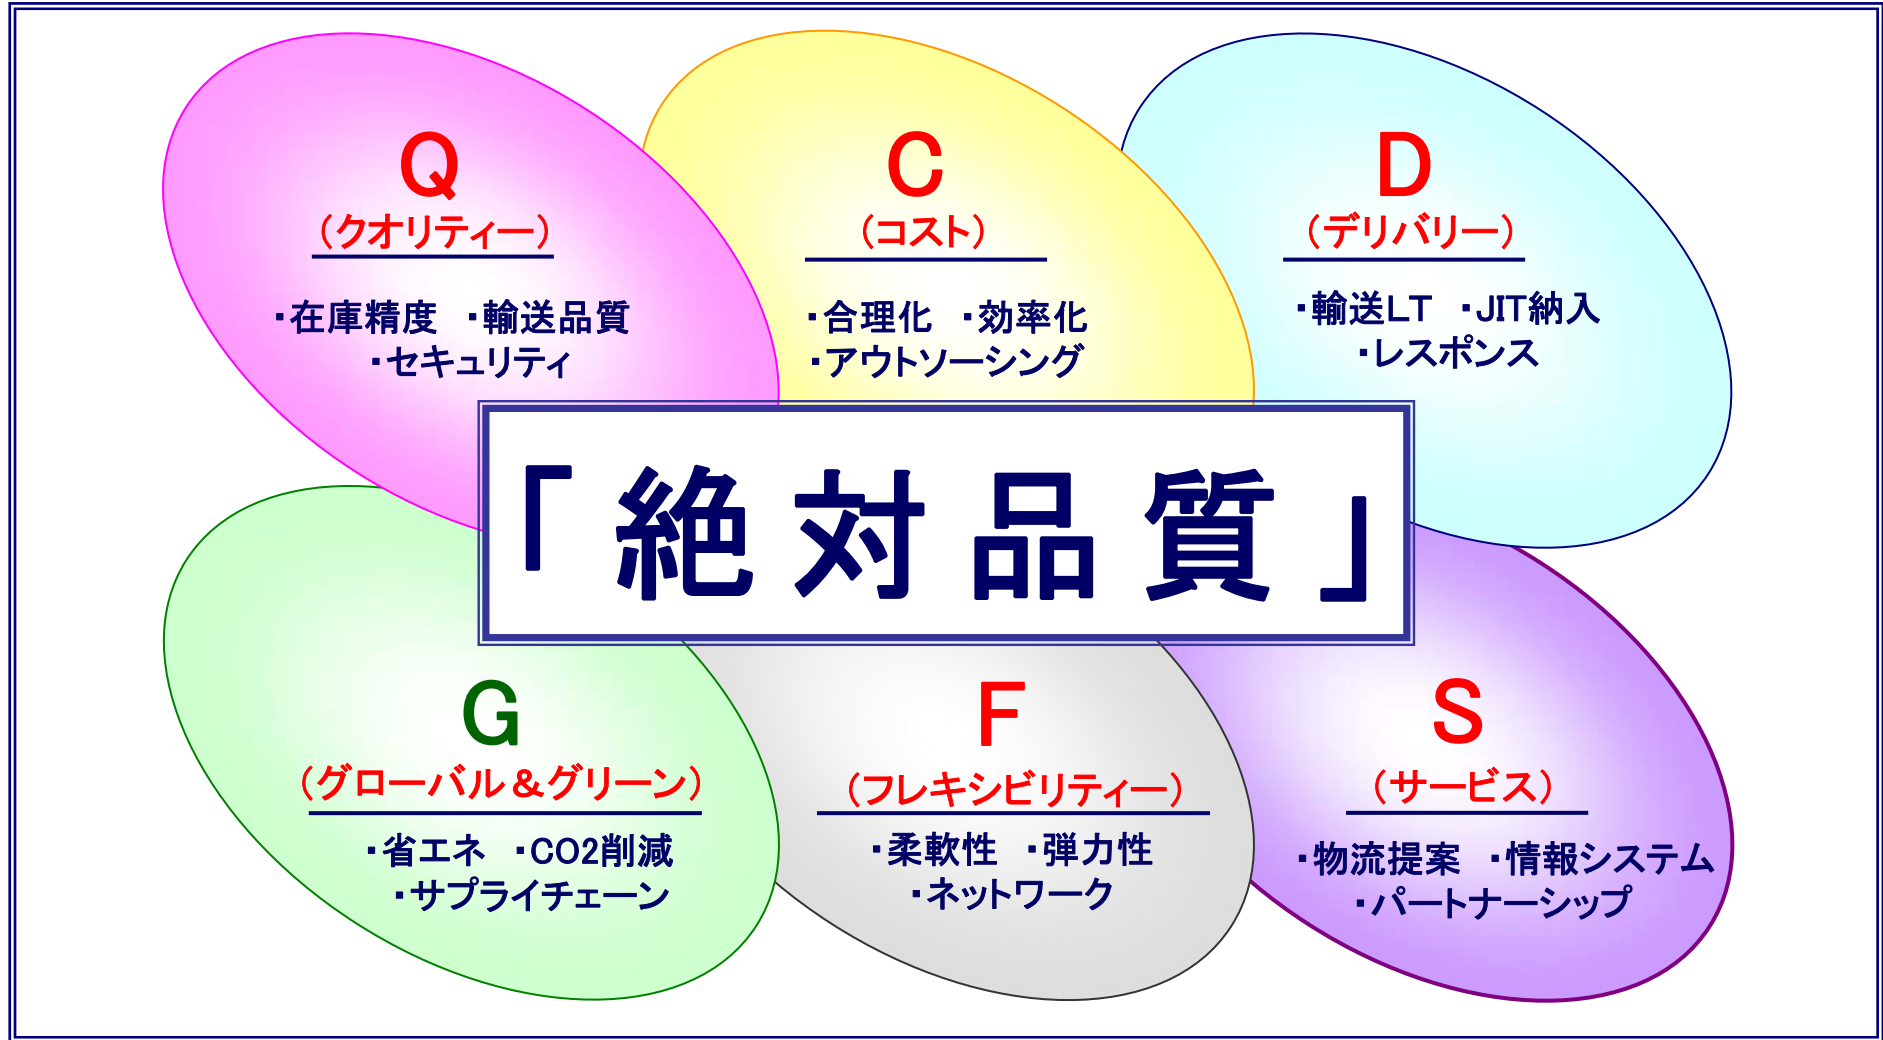 Q
（クオリティー）
・在庫精度　・輸送品質
・セキュリティ
C
（コスト）
・合理化　・効率化
・アウトソーシング
D
（デリバリー）
・輸送LT　・JIT納入
・レスポンス
「絶対品質」
G
（グローバル＆グリーン）
・省エネ　・CO2削減
・サプライチェーン
F
（フレキシビリティー）
・柔軟性　・弾力性
・ネットワーク
S
（サービス）
・物流提案　・情報システム
・パートナーシップ